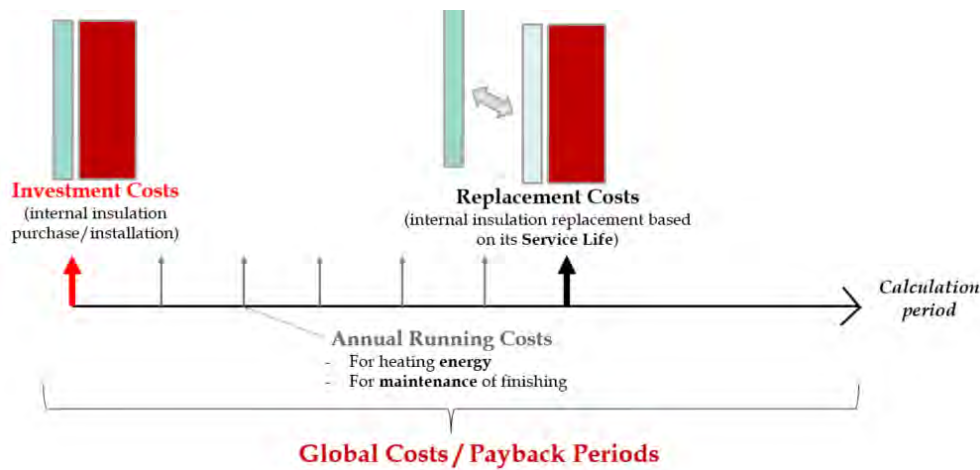 Investment Costs
(internal insulation
purchase/installation)
Replacement Costs
(internal insulation replacement based
on its Service Life)
Calculation
period
Annual Running Costs
- For heating energy
- For maintenance of finishing
Global Costs / Payback Periods